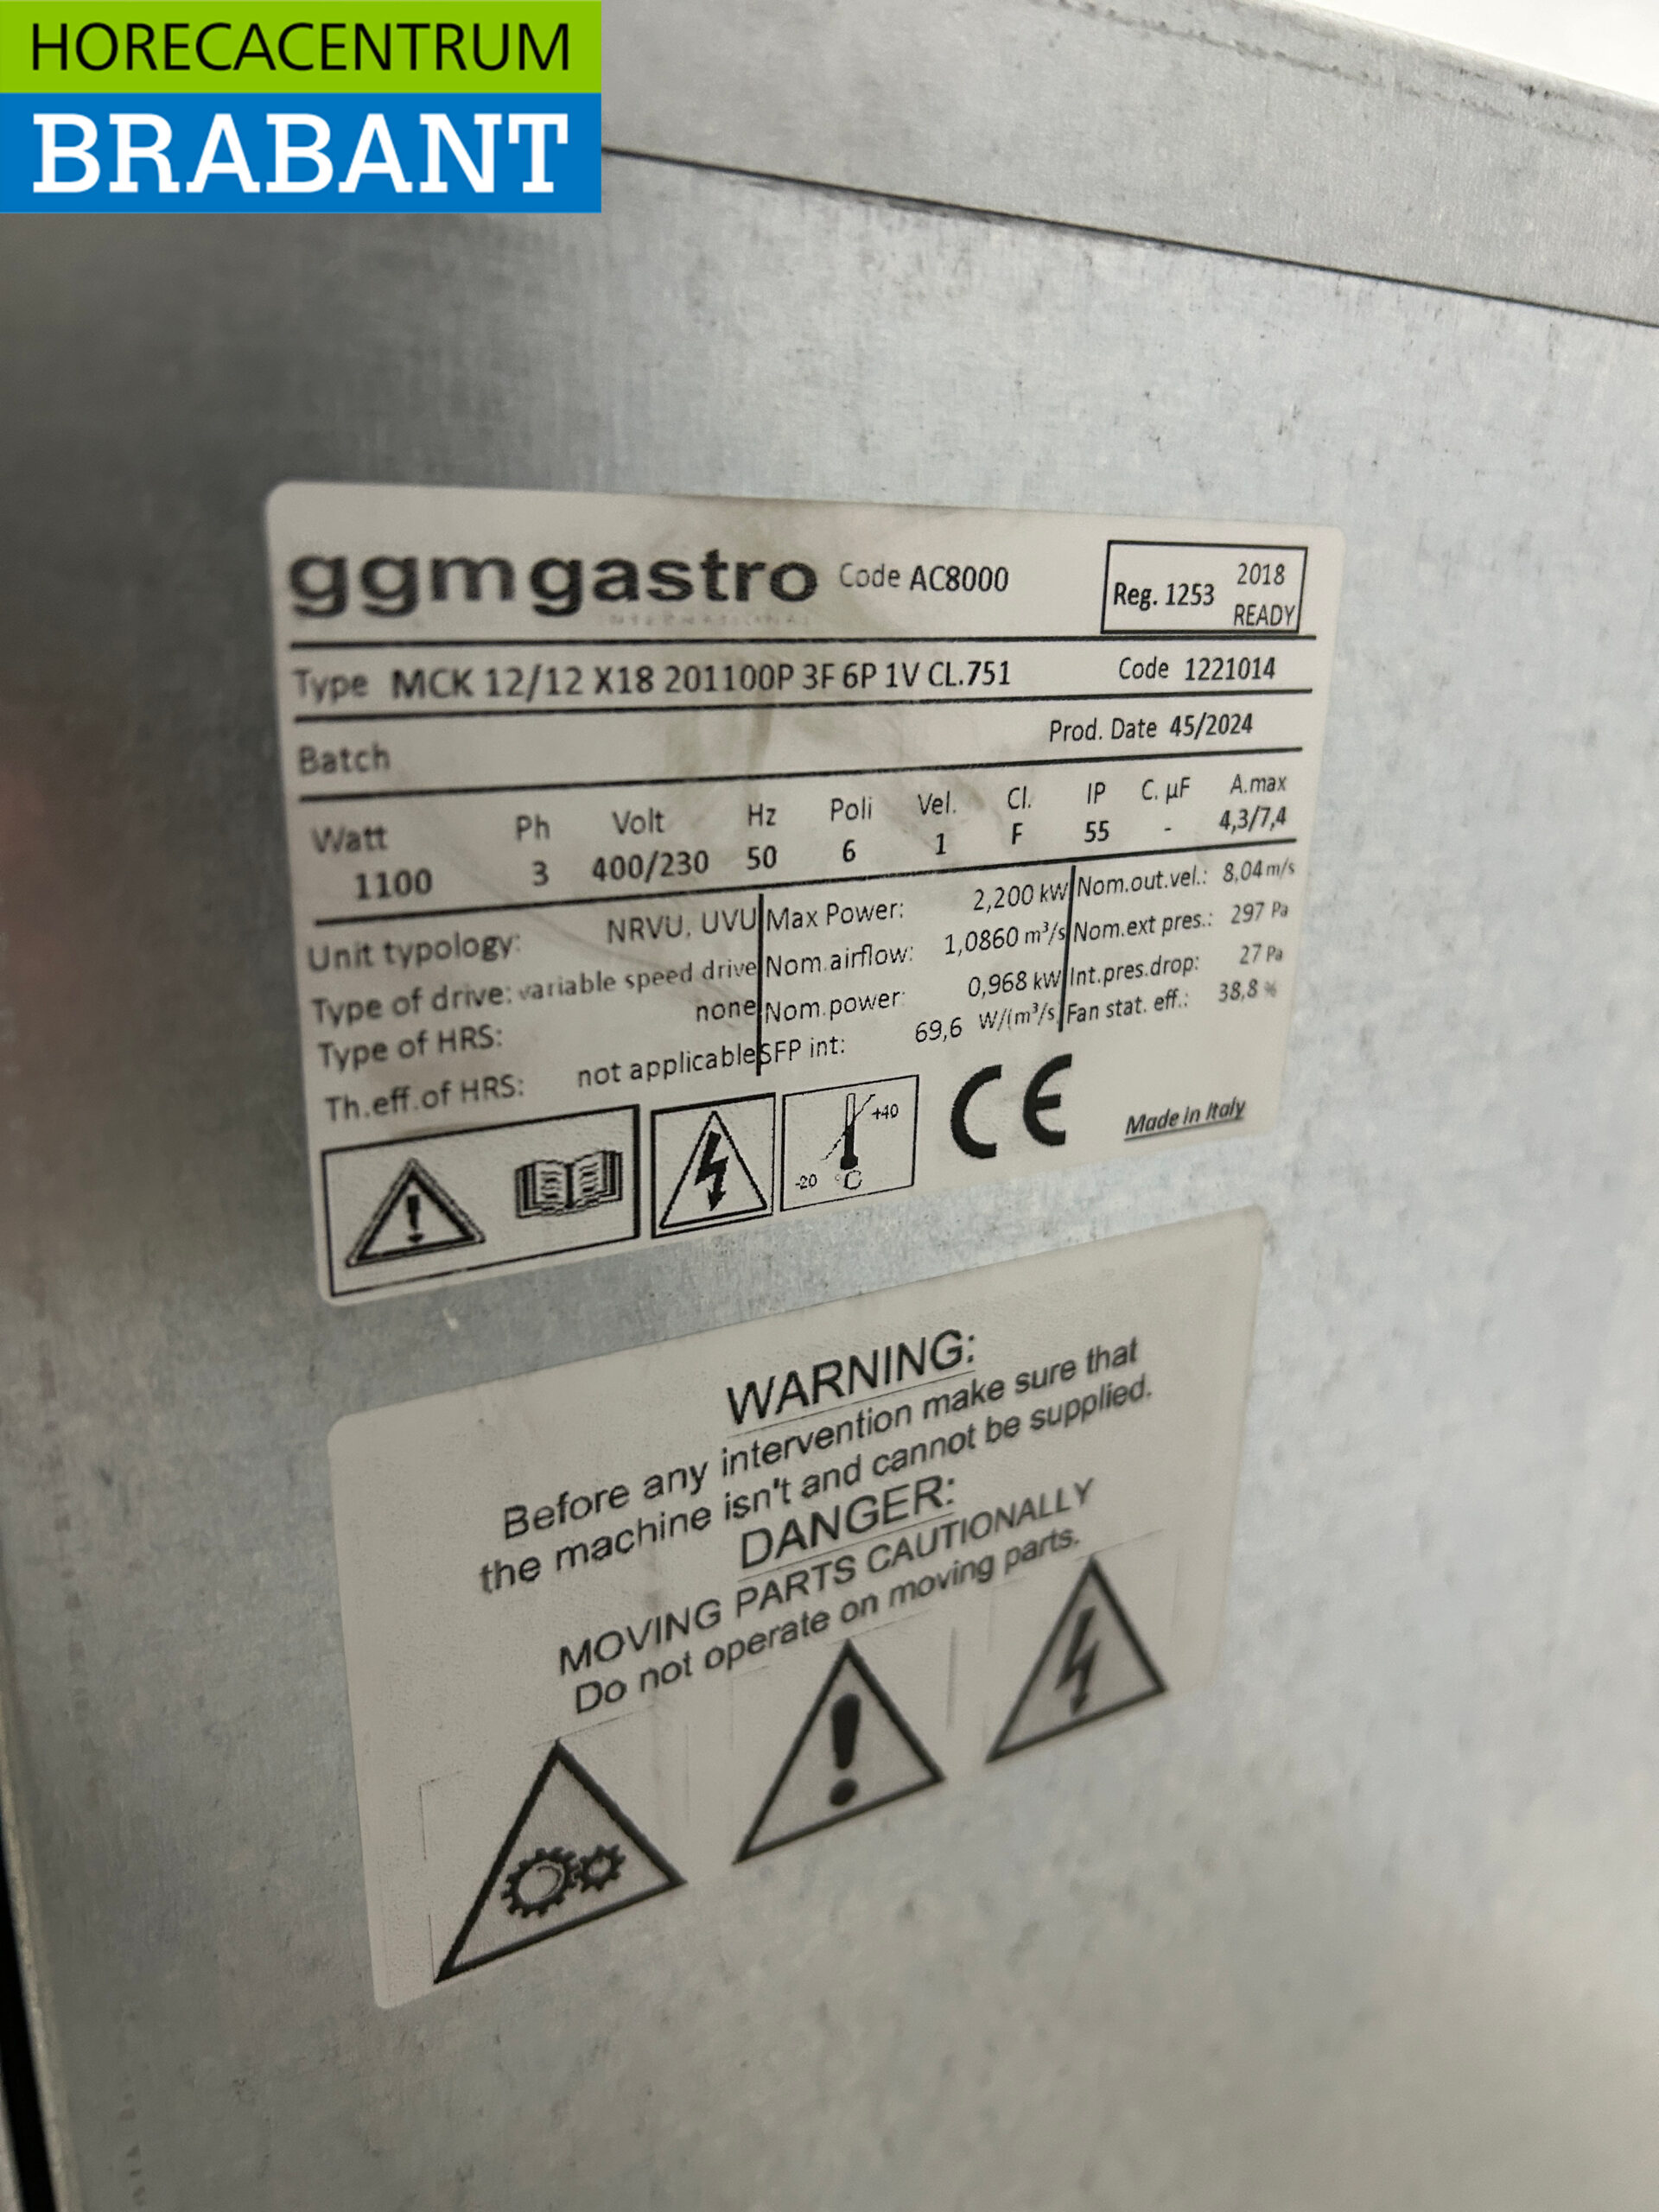 HORECACENTRUM
BRABANT
ggmgastro Code AC8000 Reg. 1253 2018 READY
INTERNATIONAL
Type MCK 12/12 X18 201100P 3F 6P 1V CL.751 Code 1221014
Batch Prod. Date 45/2024
Watt Ph Volt Hz Poli Vel. Cl. IP C. µF A.max
1100 3 400/230 50 6 1 F 55 - 4,3/7,4
Unit typology: NRVU, UVU Max Power: 2,200 kW Nom.out.vel.: 8,04 m/s
Type of drive: variable speed drive Nom.airflow: 1,0860 m³/s Nom.ext pres.: 297 Pa
Type of HRS: none Nom.power: 0,968 kW Int.pres.drop: 27 Pa
Th.eff.of HRS: not applicable SFP int: 69,6 W/(m³/s) Fan stat. eff.: 38,8 %
+40
-20 °C
CE
Made in Italy
WARNING:
Before any intervention make sure that
the machine isn't and cannot be supplied.
DANGER:
MOVING PARTS CAUTIONALLY
Do not operate on moving parts.